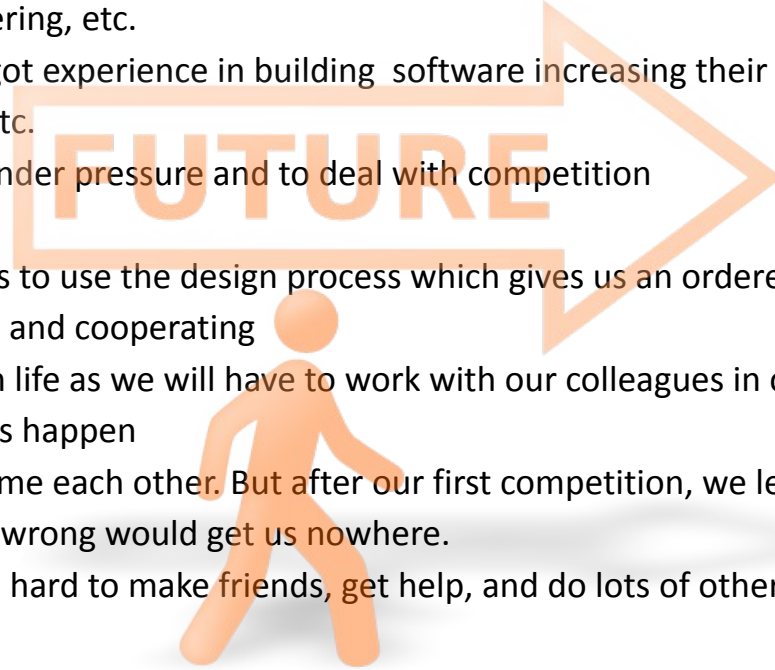 ering, etc.
got experience in building  software increasing their
tc.
nder pressure and to deal with competition
FUTURE
s to use the design process which gives us an ordere
and cooperating
n life as we will have to work with our colleagues in
s happen
me each other. But after our first competition, we le
wrong would get us nowhere.
hard to make friends, get help, and do lots of other